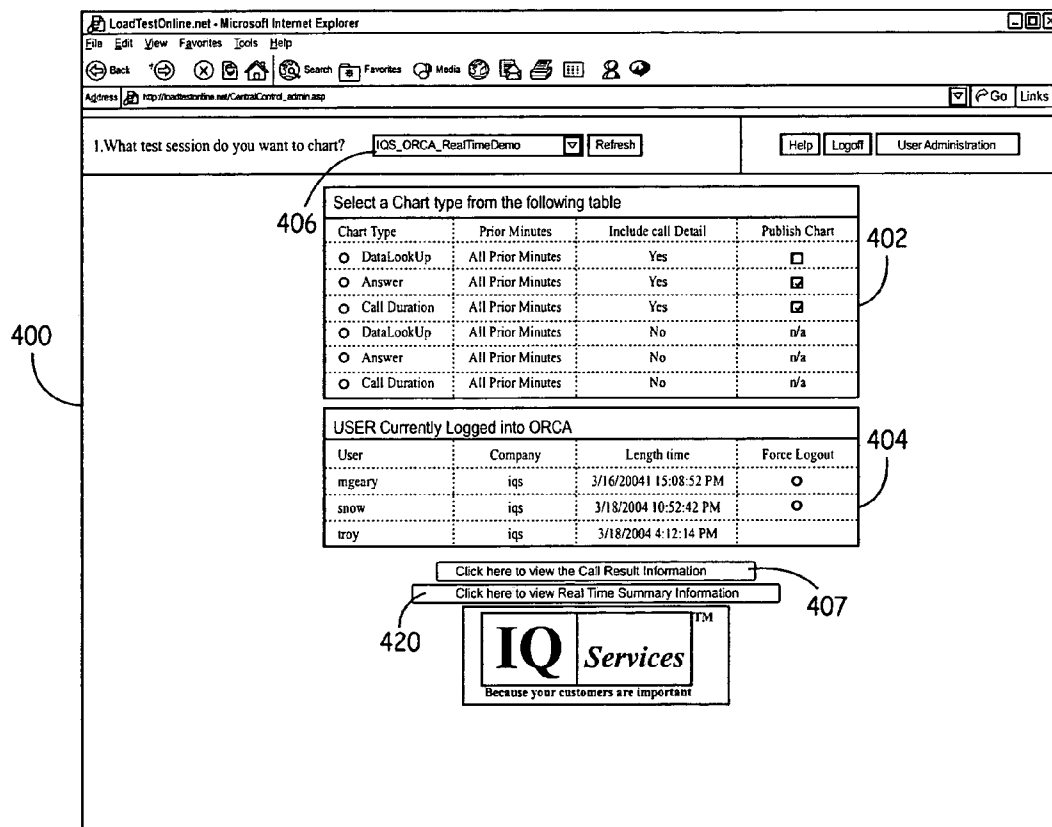 LoadTestOnline.net - Microsoft Internet Explorer
File Edit View Favorites Tools Help
Back Search Favorites Media
Address http://loadtestonline.net/CentralControl_admin.asp Go Links
1.What test session do you want to chart? IQS_ORCA_RealTimeDemo Refresh Help Logoff User Administration
406
Select a Chart type from the following table
Chart Type Prior Minutes Include call Detail Publish Chart
402
DataLookUp All Prior Minutes Yes
Answer All Prior Minutes Yes
Call Duration All Prior Minutes Yes
DataLookUp All Prior Minutes No n/a
400
Answer All Prior Minutes No n/a
Call Duration All Prior Minutes No n/a
USER Currently Logged into ORCA
404
User Company Length time Force Logout
mgeary iqs 3/16/20041 15:08:52 PM
snow iqs 3/18/2004 10:52:42 PM
troy iqs 3/18/2004 4:12:14 PM
Click here to view the Call Result Information
407
Click here to view Real Time Summary Information
420
IQ Services TM
Because your customers are important